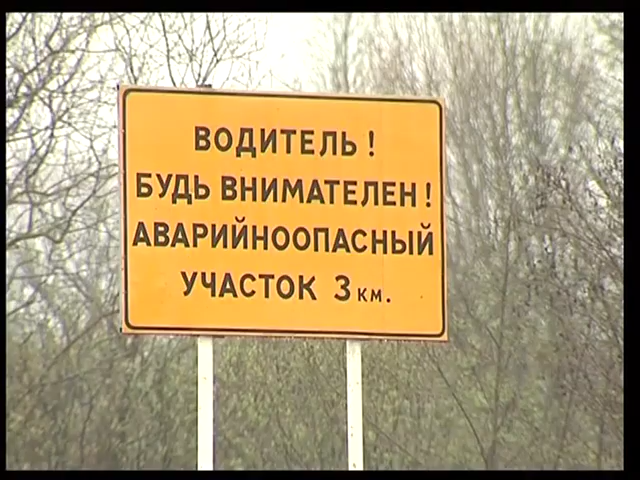 ВОДИТЕЛЬ !
БУДЬ ВНИМАТЕЛЕН !
АВАРИЙНООПАСНЫЙ
УЧАСТОК 3 КМ.